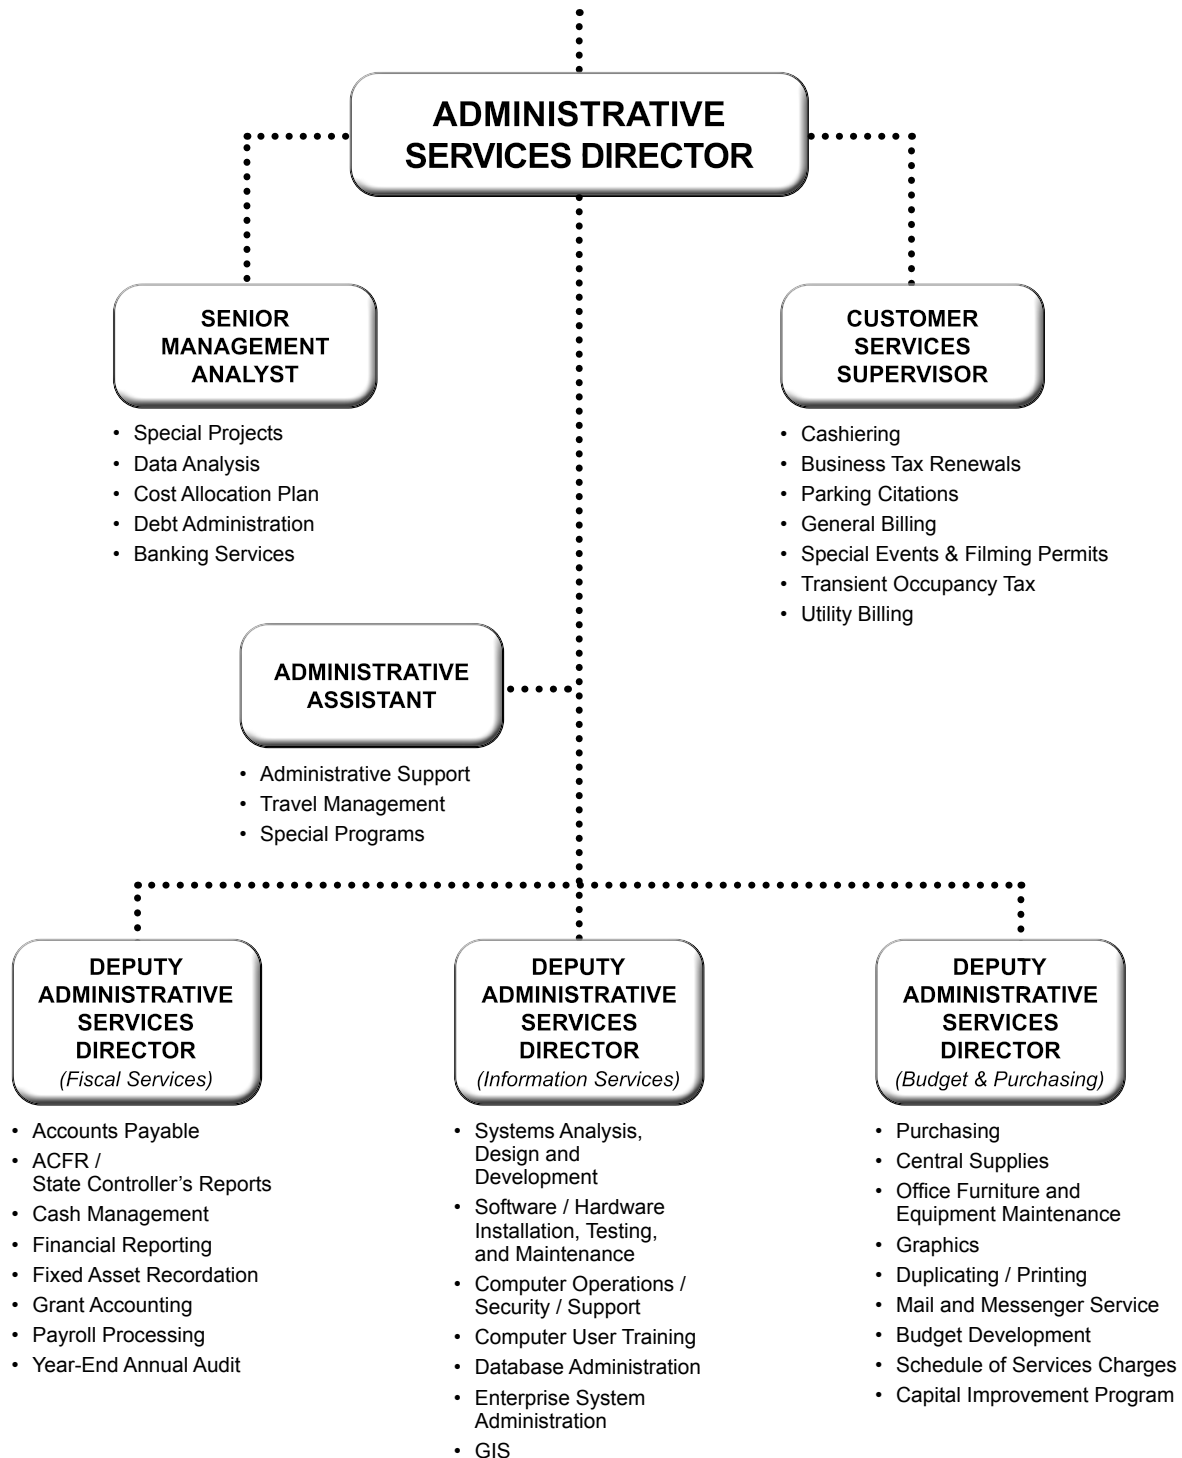 ADMINISTRATIVE
SERVICES DIRECTOR
SENIOR
MANAGEMENT
ANALYST
• Special Projects
• Data Analysis
• Cost Allocation Plan
• Debt Administration
• Banking Services
CUSTOMER
SERVICES
SUPERVISOR
• Cashiering
• Business Tax Renewals
• Parking Citations
• General Billing
• Special Events & Filming Permits
• Transient Occupancy Tax
• Utility Billing
ADMINISTRATIVE
ASSISTANT
• Administrative Support
• Travel Management
• Special Programs
DEPUTY
ADMINISTRATIVE
SERVICES
DIRECTOR
(Fiscal Services)
• Accounts Payable
• ACFR /
State Controller’s Reports
• Cash Management
• Financial Reporting
• Fixed Asset Recordation
• Grant Accounting
• Payroll Processing
• Year-End Annual Audit
DEPUTY
ADMINISTRATIVE
SERVICES
DIRECTOR
(Information Services)
• Systems Analysis,
Design and
Development
• Software / Hardware
Installation, Testing,
and Maintenance
• Computer Operations /
Security / Support
• Computer User Training
• Database Administration
• Enterprise System
Administration
• GIS
DEPUTY
ADMINISTRATIVE
SERVICES
DIRECTOR
(Budget & Purchasing)
• Purchasing
• Central Supplies
• Office Furniture and
Equipment Maintenance
• Graphics
• Duplicating / Printing
• Mail and Messenger Service
• Budget Development
• Schedule of Services Charges
• Capital Improvement Program